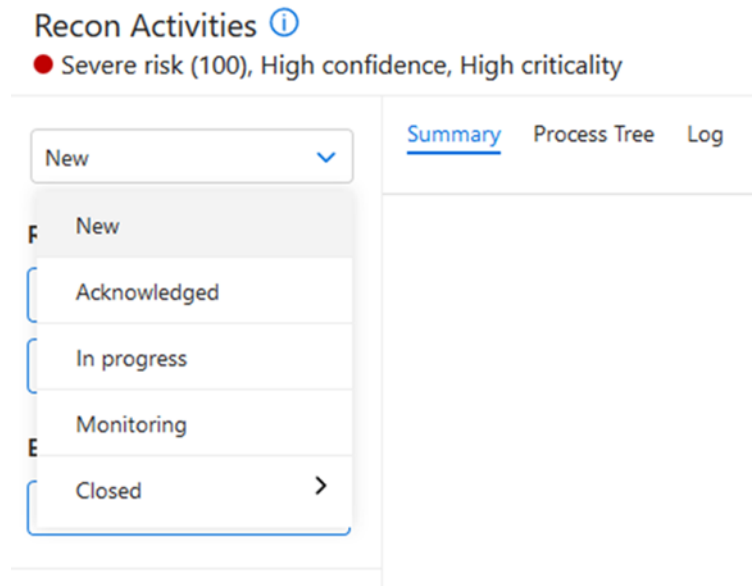 Recon Activities
Severe risk (100), High confidence, High criticality
New
Summary Process Tree Log
New
Acknowledged
In progress
Monitoring
Closed